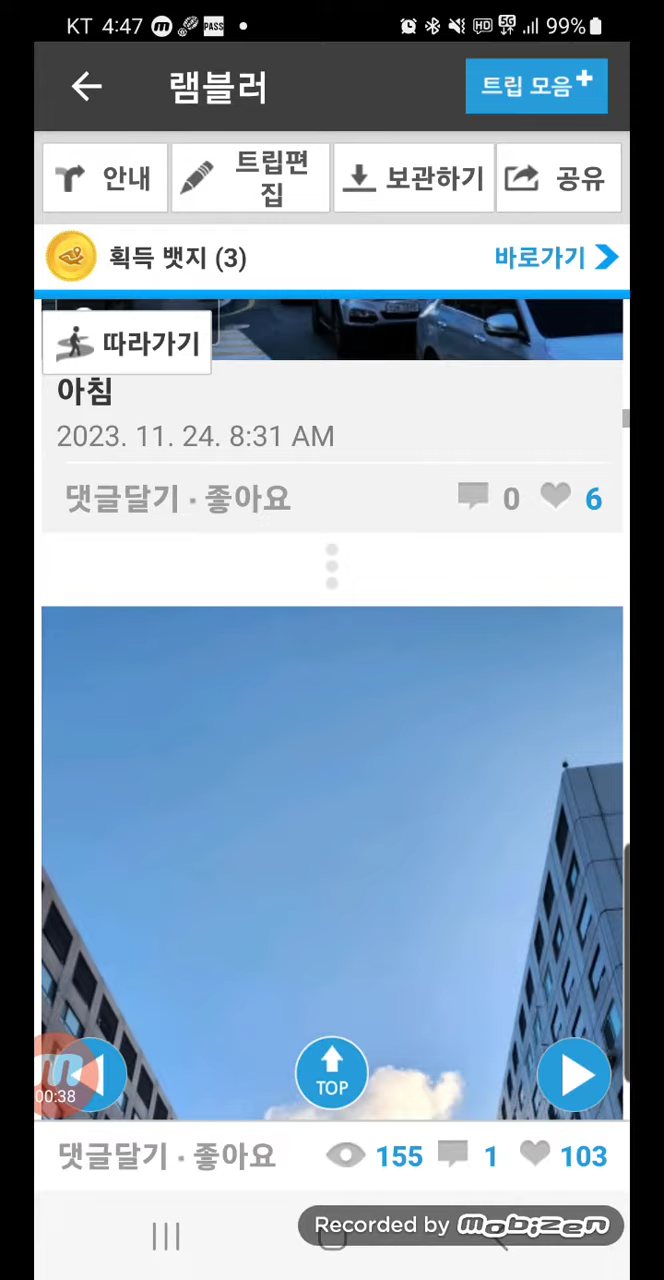 KT 4:47 PASS HD 5G 99%
램블러 트립 모음+
안내 트립편집 보관하기 공유
획득 뱃지 (3) 바로가기
따라가기
아침
2023. 11. 24. 8:31 AM
댓글달기 · 좋아요 0 6
TOP
00:38
댓글달기 · 좋아요 155 1 103
Recorded by mobizen